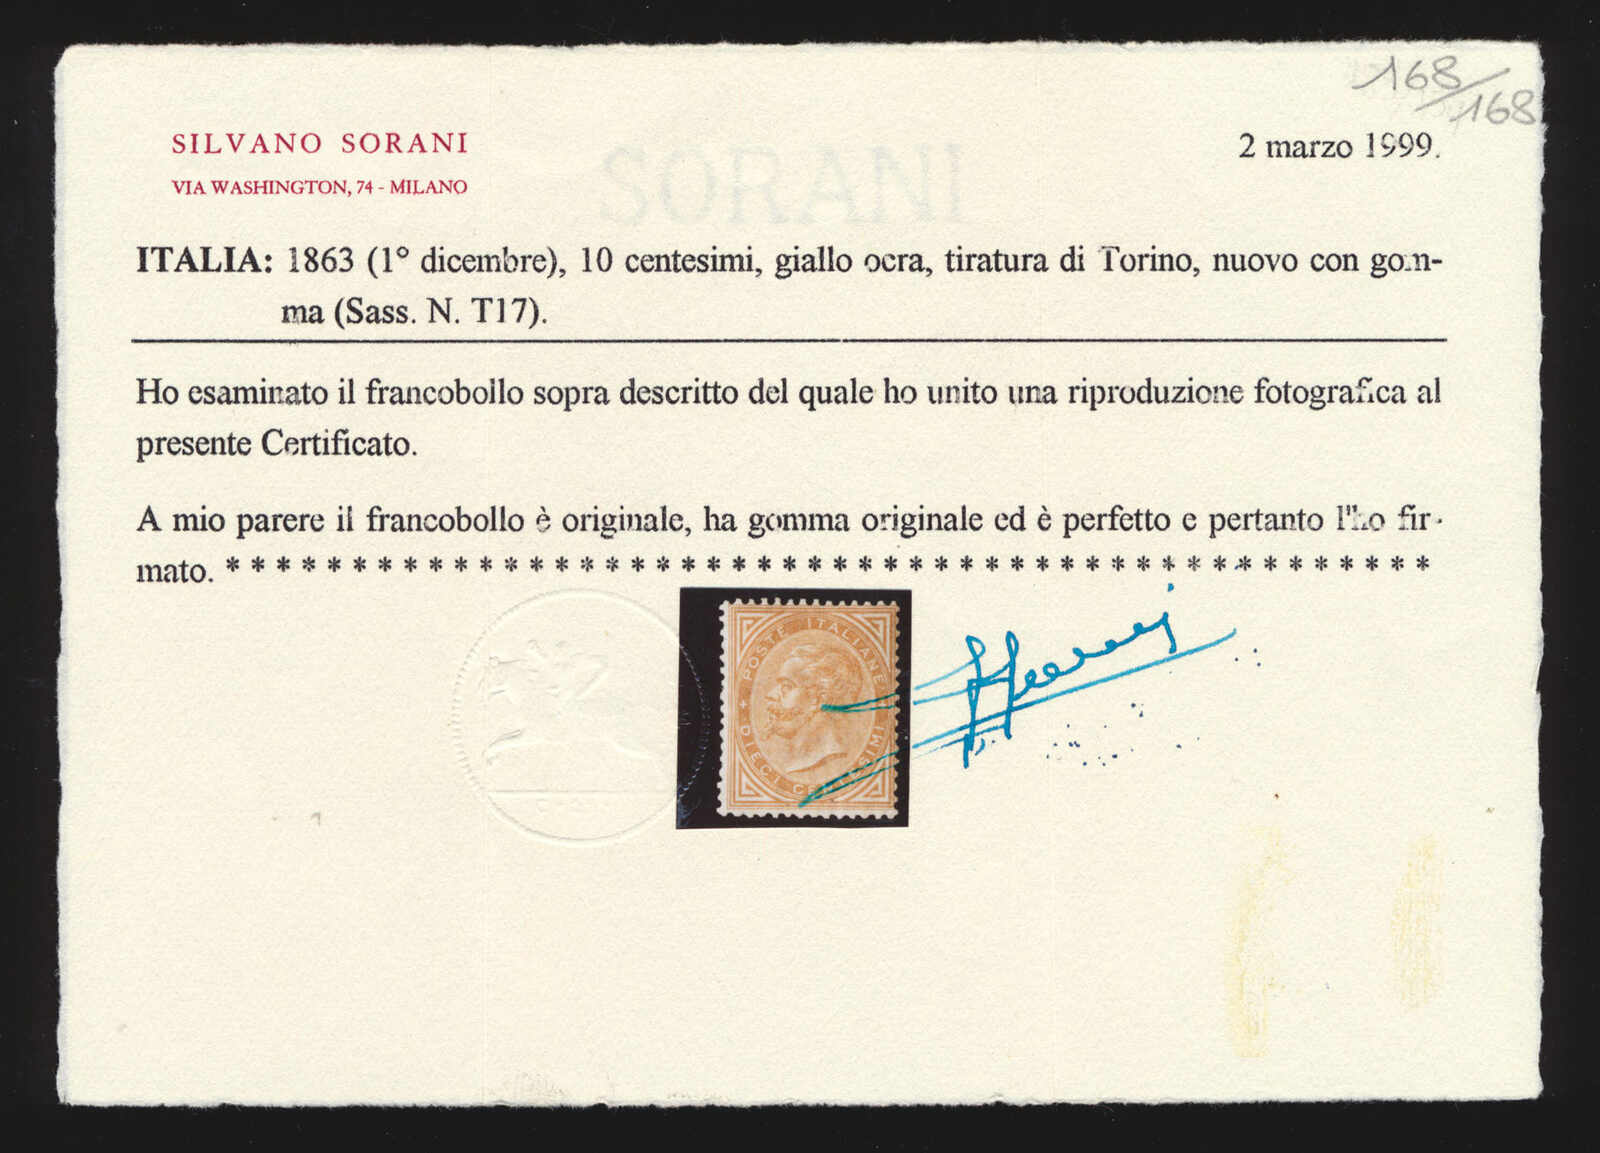 168/168
SILVANO SORANI
VIA WASHINGTON, 74 - MILANO
SORANI
2 marzo 1999.
ITALIA: 1863 (1° dicembre), 10 centesimi, giallo ocra, tiratura di Torino, nuovo con gom-
ma (Sass. N. T17).
Ho esaminato il francobollo sopra descritto del quale ho unito una riproduzione fotografica al
presente Certificato.
A mio parere il francobollo è originale, ha gomma originale ed è perfetto e pertanto l'ho fir-
mato. * * * * * * * * * * * * * * * * * * * * * * * * * * * * * * * * * * * * * * * * * * * * * * * *
POSTE ITALIANE
DIECI CENTESIMI